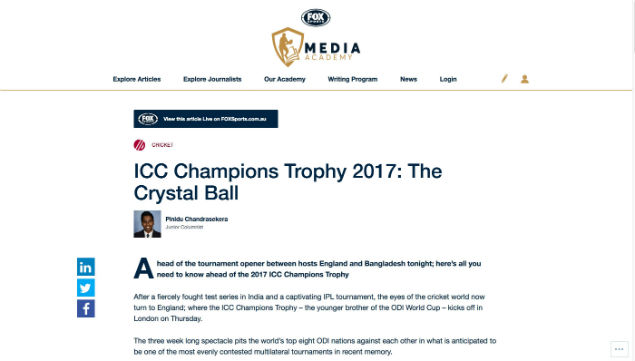 FOX
SPORTS
MEDIA
ACADEMY
Explore Articles Explore Journalists Our Academy Writing Program News Login
FOX View this article Live on FOXSports.com.au
CRICKET
ICC Champions Trophy 2017: The
Crystal Ball
Pinidu Chandrasekera
Junior Columnist
Ahead of the tournament opener between hosts England and Bangladesh tonight; here's all you
need to know ahead of the 2017 ICC Champions Trophy
After a fiercely fought test series in India and a captivating IPL tournament, the eyes of the cricket world now
turn to England; where the ICC Champions Trophy – the younger brother of the ODI World Cup – kicks off in
London on Thursday.
The three week long spectacle pits the world's top eight ODI nations against each other in what is anticipated to
be one of the most evenly contested multilateral tournaments in recent memory.